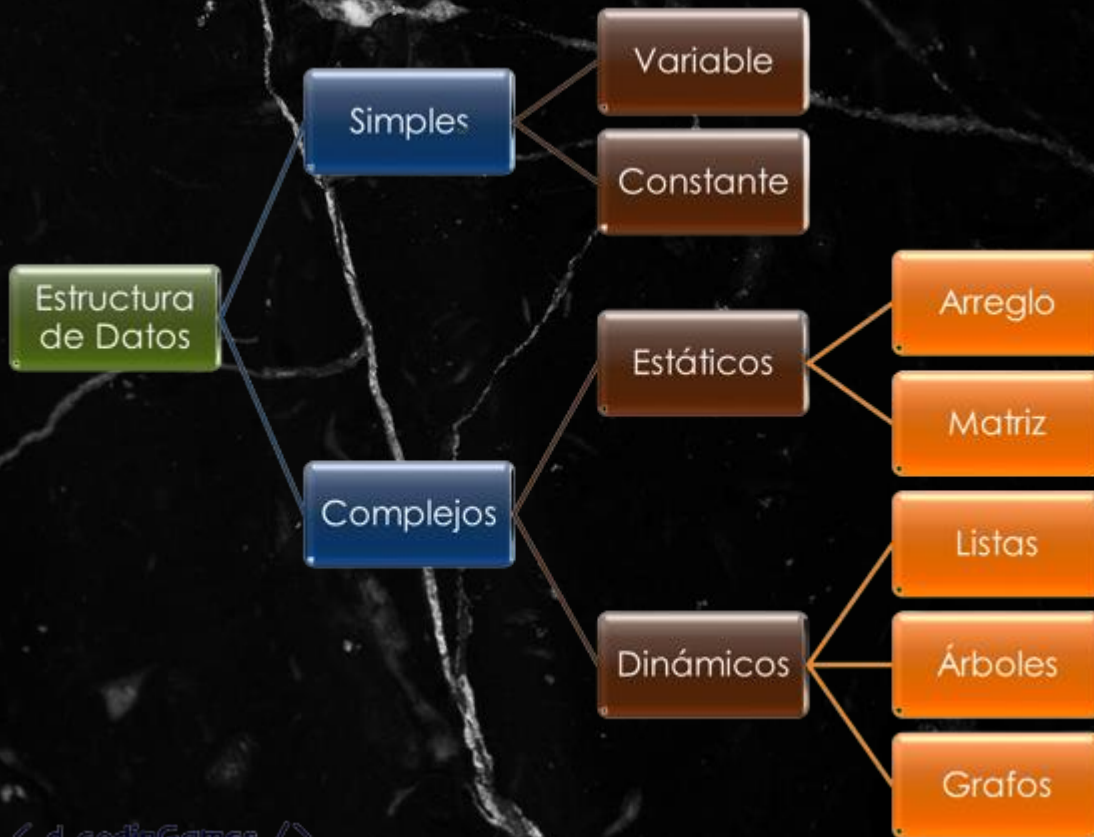 Estructura
de Datos
Simples
Variable
Constante
Complejos
Estáticos
Arreglo
Matriz
Dinámicos
Listas
Árboles
Grafos